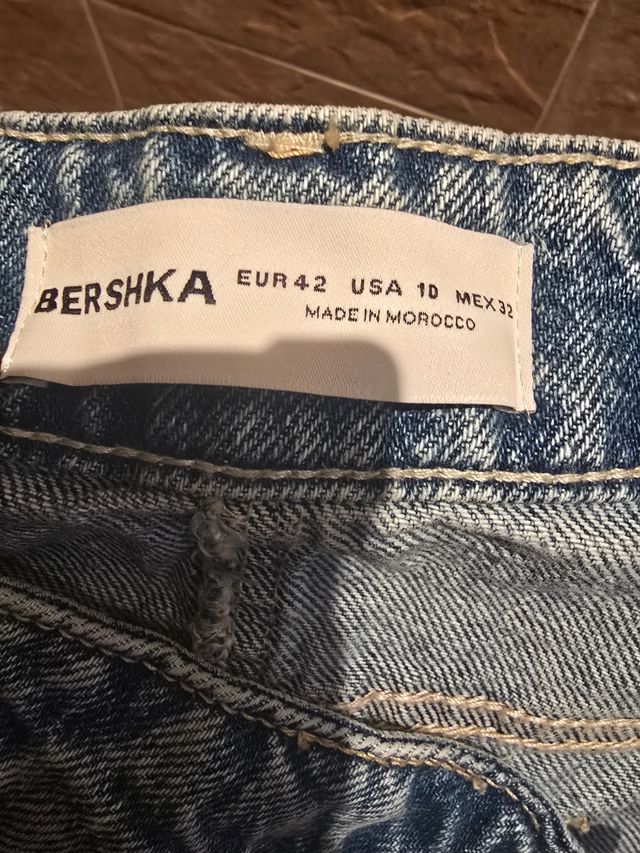 BERSHKA EUR 42 USA 10 MEX 32
MADE IN MOROCCO